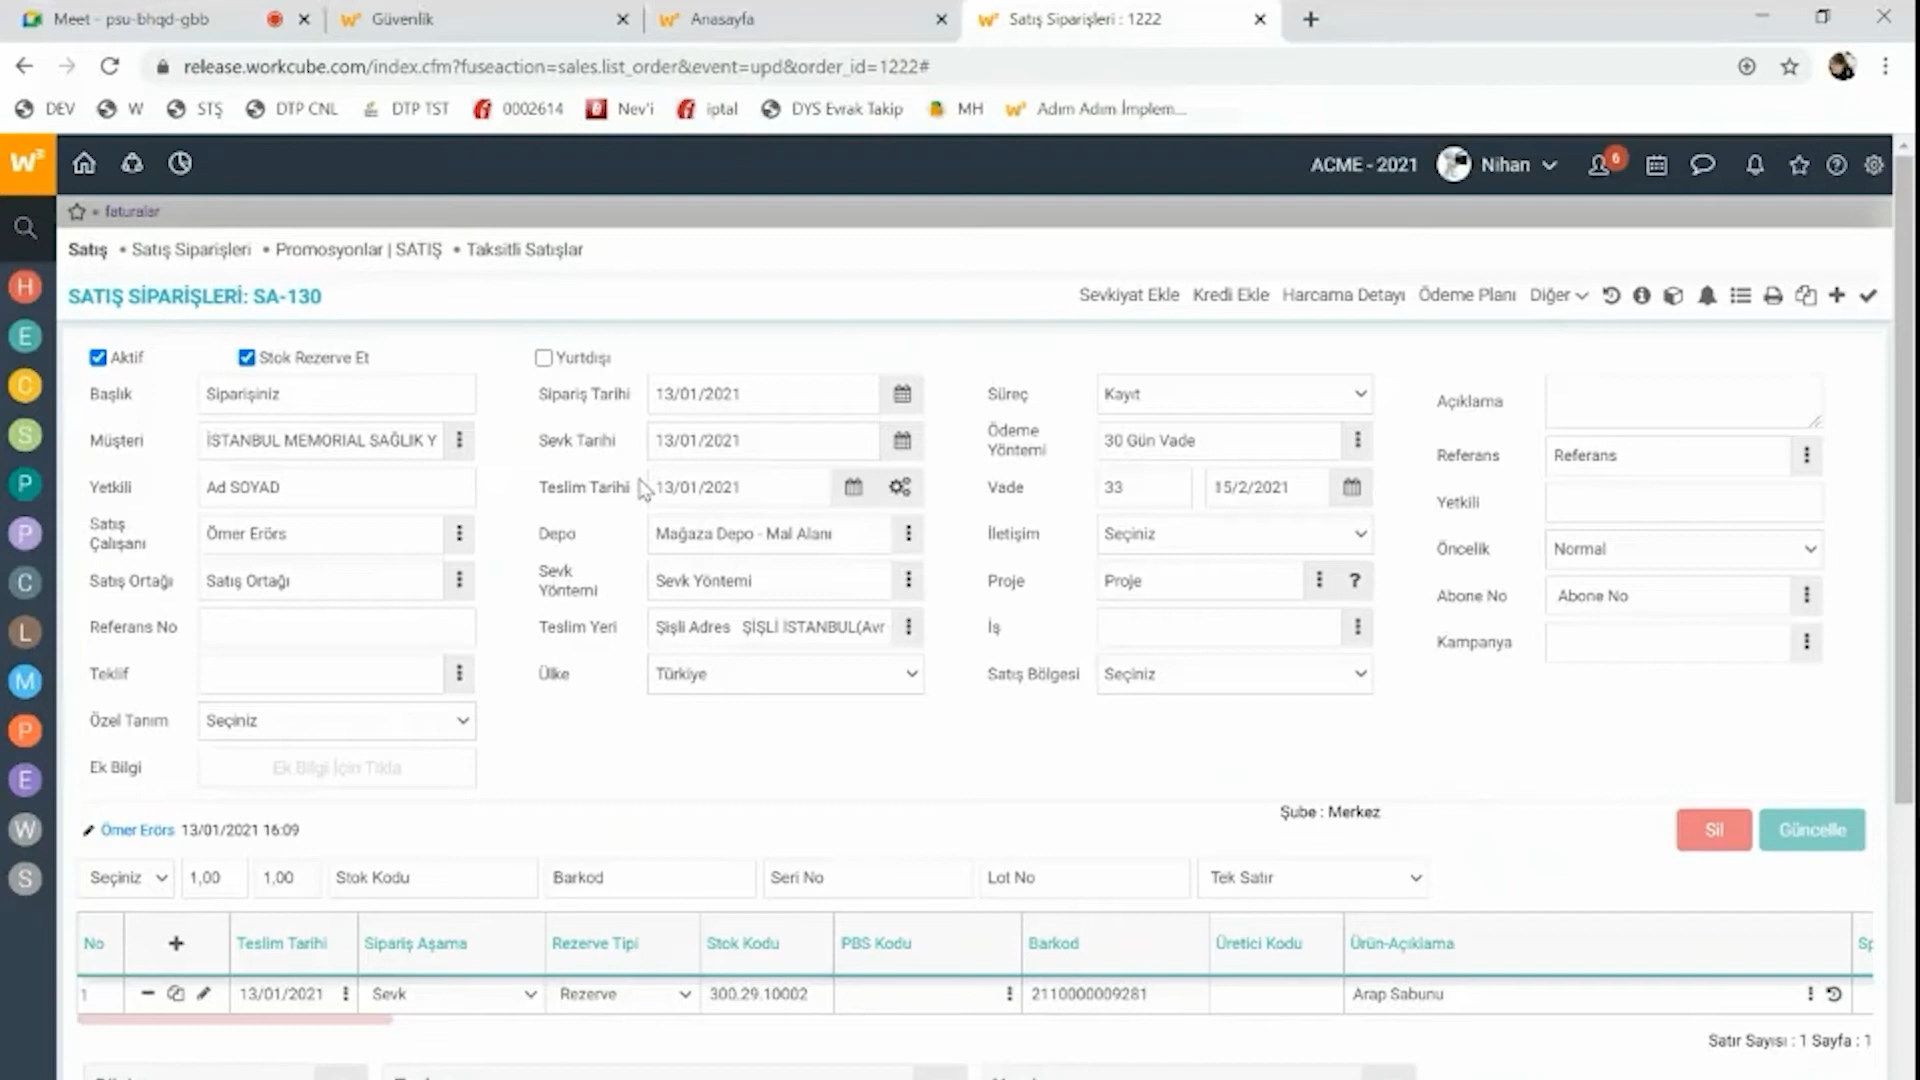 Meet - psu-bhqd-gbb
Güvenlik
Anasayfa
Satış Siparişleri : 1222
release.workcube.com/index.cfm?fuseaction=sales.list_order&event=upd&order_id=1222#
DEV W STŞ DTP CNL DTP TST 0002614 Nev'i iptal DYS Evrak Takip MH Adım Adım İmplem...
W³ ACME - 2021 Nihan 6
faturalar
Satış • Satış Siparişleri • Promosyonlar | SATIŞ • Taksitli Satışlar
SATIŞ SİPARİŞLERİ: SA-130
Sevkiyat Ekle Kredi Ekle Harcama Detayı Ödeme Planı Diğer
H
E
C
S
P
P
C
L
M
P
E
W
S
Aktif Stok Rezerve Et Yurtdışı
Başlık Siparişiniz
Müşteri İSTANBUL MEMORIAL SAĞLIK Y
Yetkili Ad SOYAD
Satış Çalışanı Ömer Erörs
Satış Ortağı Satış Ortağı
Referans No
Teklif
Özel Tanım Seçiniz
Ek Bilgi Ek Bilgi İçin Tıkla
Sipariş Tarihi 13/01/2021
Sevk Tarihi 13/01/2021
Teslim Tarihi 13/01/2021
Depo Mağaza Depo - Mal Alanı
Sevk Yöntemi Sevk Yöntemi
Teslim Yeri Şişli Adres ŞİŞLİ İSTANBUL(Avr
Ülke Türkiye
Süreç Kayıt
Ödeme Yöntemi 30 Gün Vade
Vade 33 15/2/2021
İletişim Seçiniz
Proje Proje ?
İş
Satış Bölgesi Seçiniz
Açıklama
Referans Referans
Yetkili
Öncelik Normal
Abone No Abone No
Kampanya
Şube : Merkez
Ömer Erörs 13/01/2021 16:09
Sil Güncelle
Seçiniz 1,00 1,00 Stok Kodu Barkod Seri No Lot No Tek Satır
No Teslim Tarihi Sipariş Aşama Rezerve Tipi Stok Kodu PBS Kodu Barkod Üretici Kodu Ürün-Açıklama Sp
1 13/01/2021 Sevk Rezerve 300.29.10002 2110000009281 Arap Sabunu
Satır Sayısı : 1 Sayfa : 1